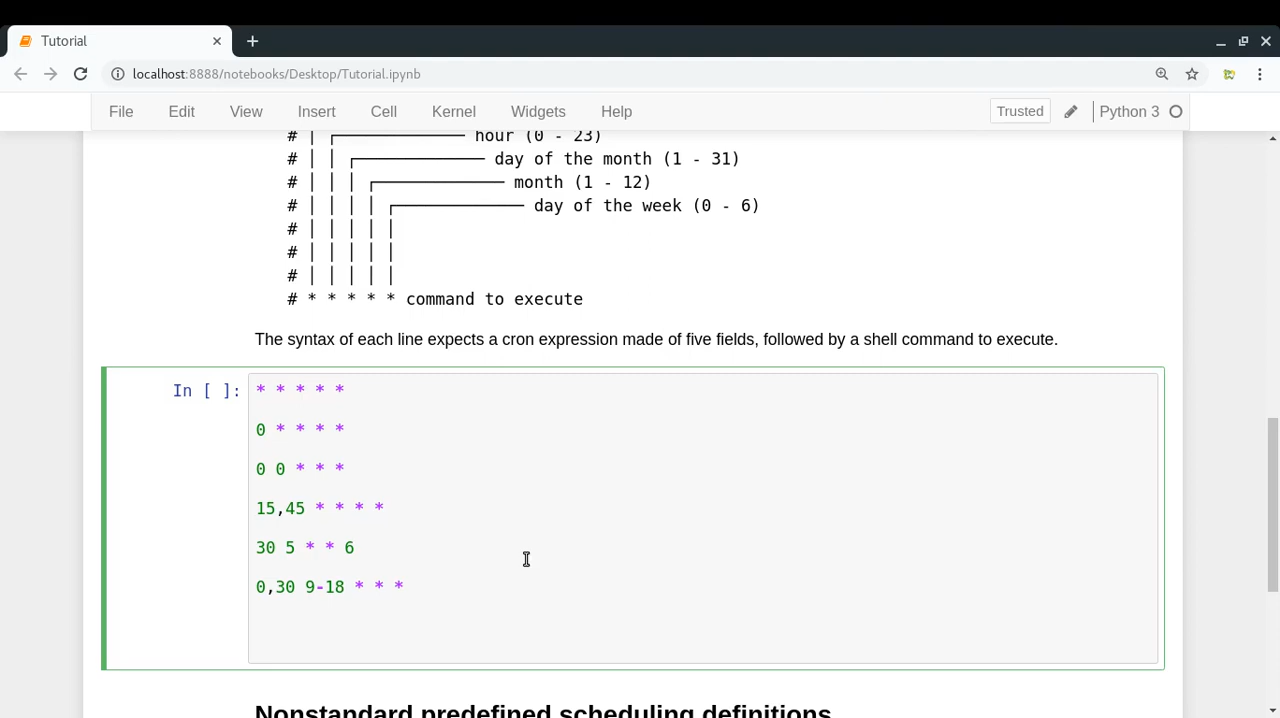 Tutorial
localhost:8888/notebooks/Desktop/Tutorial.ipynb
File Edit View Insert Cell Kernel Widgets Help Trusted Python 3
# │ ┌───────────── hour (0 - 23)
# │ │ ┌───────────── day of the month (1 - 31)
# │ │ │ ┌───────────── month (1 - 12)
# │ │ │ │ ┌───────────── day of the week (0 - 6)
# │ │ │ │ │
# │ │ │ │ │
# │ │ │ │ │
# * * * * * command to execute
The syntax of each line expects a cron expression made of five fields, followed by a shell command to execute.
In [ ]: * * * * *
0 * * * *
0 0 * * *
15,45 * * * *
30 5 * * 6
0,30 9-18 * * *
Nonstandard predefined scheduling definitions